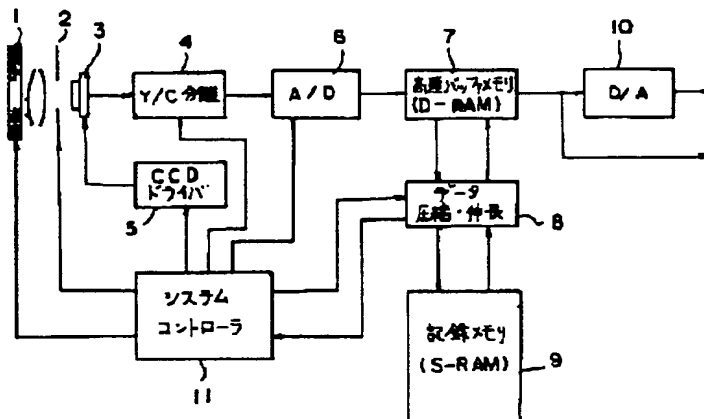 1
2
3
4
6
7
10
Y/C分離
A/D
高速バッファメモリ
(D-RAM)
D/A
CCD
ドライバ
5
データ
圧縮・伸長
8
システム
コントローラ
11
記録メモリ
(S-RAM)
9